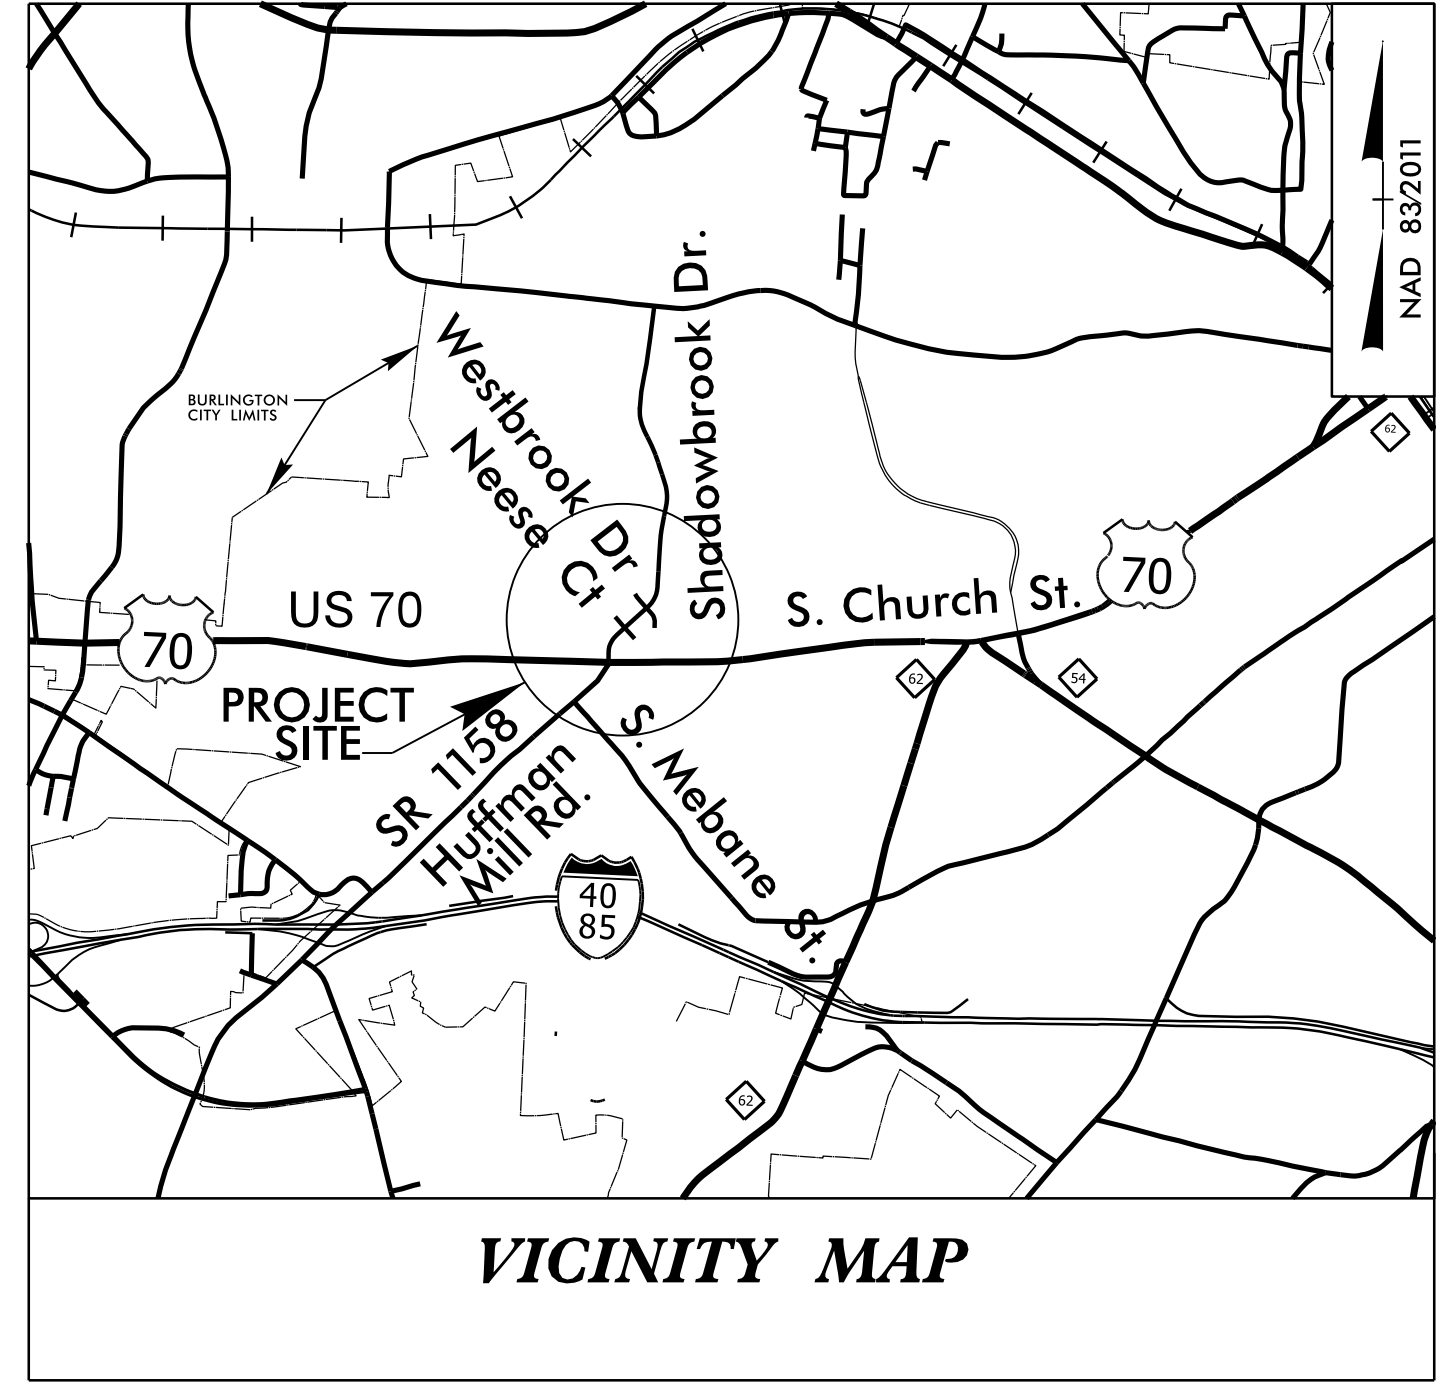 NAD 83/2011
Westbrook Dr
Neese Ct
Shadowbrook Dr.
BURLINGTON
CITY LIMITS
62
70
US 70
S. Church St.
70
62
54
PROJECT
SITE
SR 1158
Huffman
Mill Rd.
S. Mebane St.
40
85
62
VICINITY MAP